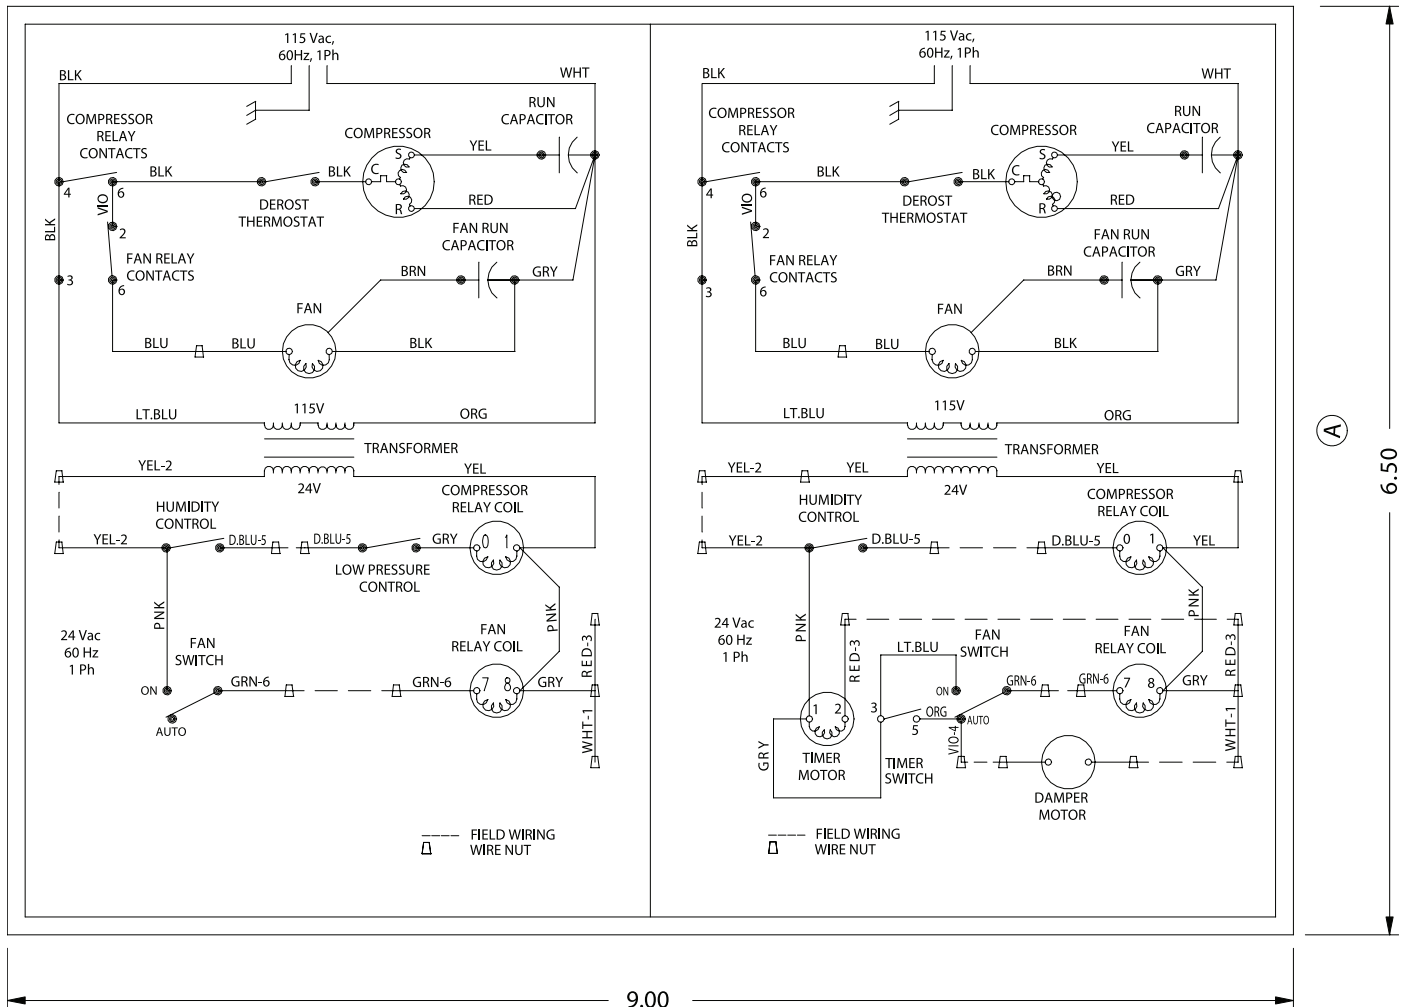 115 Vac,
60Hz, 1Ph
BLK
WHT
RUN
CAPACITOR
COMPRESSOR
RELAY
CONTACTS
COMPRESSOR
YEL
S
C
R
BLK
BLK
4
6
DEROST
THERMOSTAT
RED
VIO
BLK
2
FAN RUN
CAPACITOR
FAN RELAY
CONTACTS
3
6
BRN
GRY
FAN
BLU
BLU
BLK
LT.BLU
115V
ORG
TRANSFORMER
YEL-2
24V
YEL
HUMIDITY
CONTROL
COMPRESSOR
RELAY COIL
YEL-2
D.BLU-5
D.BLU-5
GRY
0 1
LOW PRESSURE
CONTROL
PNK
PNK
24 Vac
60 Hz
1 Ph
FAN
SWITCH
FAN
RELAY COIL
RED-3
ON
GRN-6
GRN-6
7 8
GRY
AUTO
WHT-1
FIELD WIRING
WIRE NUT
115 Vac,
60Hz, 1Ph
BLK
WHT
RUN
CAPACITOR
COMPRESSOR
RELAY
CONTACTS
COMPRESSOR
YEL
S
C
R
BLK
BLK
4
6
DEROST
THERMOSTAT
RED
VIO
BLK
2
FAN RUN
CAPACITOR
FAN RELAY
CONTACTS
3
6
BRN
GRY
FAN
BLU
BLU
BLK
LT.BLU
115V
ORG
TRANSFORMER
YEL-2
YEL
24V
YEL
HUMIDITY
CONTROL
COMPRESSOR
RELAY COIL
YEL-2
D.BLU-5
D.BLU-5
0 1
YEL
PNK
PNK
24 Vac
60 Hz
1 Ph
RED-3
LT.BLU
FAN
SWITCH
FAN
RELAY COIL
RED-3
ON
GRN-6
GRN-6
7 8
GRY
1 2
3
ORG
5
AUTO
VIO-4
WHT-1
GRY
TIMER
MOTOR
TIMER
SWITCH
DAMPER
MOTOR
FIELD WIRING
WIRE NUT
A
6.50
9.00